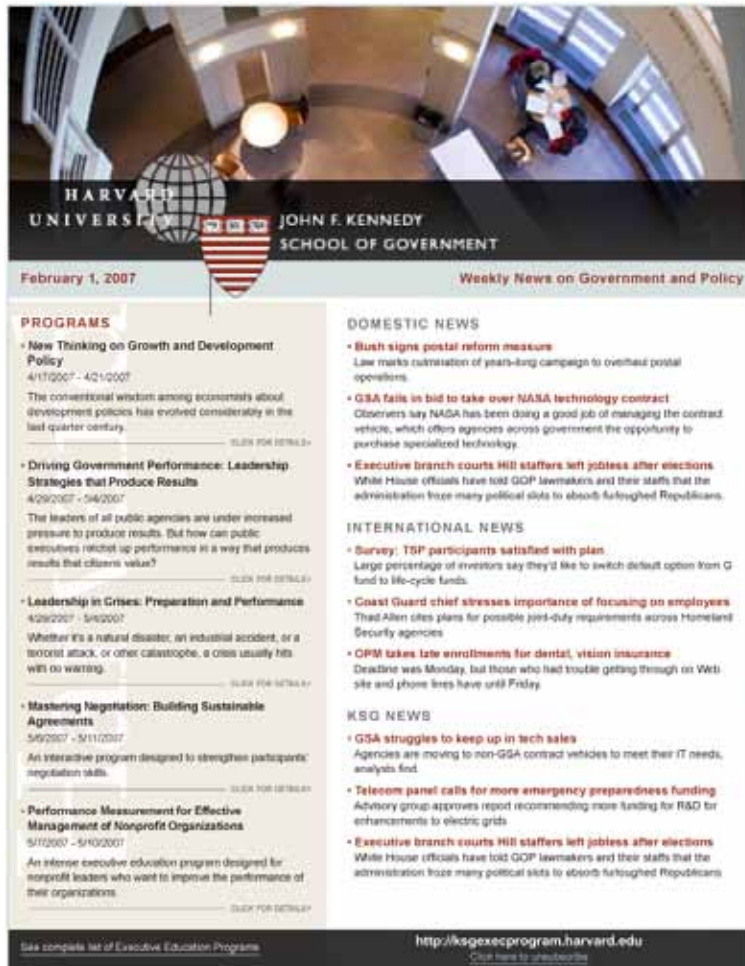 HARVARD
UNIVERSITY
JOHN F. KENNEDY
SCHOOL OF GOVERNMENT
February 1, 2007
Weekly News on Government and Policy
PROGRAMS
• New Thinking on Growth and Development
Policy
4/17/2007 - 4/21/2007
The conventional wisdom among economists about
development policies has evolved considerably in the
last quarter century.
CLICK FOR DETAILS>
• Driving Government Performance: Leadership
Strategies that Produce Results
4/29/2007 - 5/4/2007
The leaders of all public agencies are under increased
pressure to produce results. But how can public
executives ratchet up performance in a way that produces
results that citizens value?
CLICK FOR DETAILS>
• Leadership in Crises: Preparation and Performance
4/29/2007 - 5/4/2007
Whether it's a natural disaster, an industrial accident, or a
terrorist attack, or other catastrophe, a crisis usually hits
with no warning.
CLICK FOR DETAILS>
• Mastering Negotiation: Building Sustainable
Agreements
5/6/2007 - 5/11/2007
An interactive program designed to strengthen participants'
negotiation skills.
CLICK FOR DETAILS>
• Performance Measurement for Effective
Management of Nonprofit Organizations
5/7/2007 - 5/10/2007
An intense executive education program designed for
nonprofit leaders who want to improve the performance of
their organizations.
CLICK FOR DETAILS>
DOMESTIC NEWS
• Bush signs postal reform measure
Law marks culmination of years-long campaign to overhaul postal
operations.
• GSA fails in bid to take over NASA technology contract
Observers say NASA has been doing a good job of managing the contract
vehicle, which offers agencies across government the opportunity to
purchase specialized technology.
• Executive branch courts Hill staffers left jobless after elections
White House officials have told GOP lawmakers and their staffs that the
administration froze many political slots to absorb furloughed Republicans.
INTERNATIONAL NEWS
• Survey: TSP participants satisfied with plan
Large percentage of investors say they'd like to switch default option from G
fund to life-cycle funds.
• Coast Guard chief stresses importance of focusing on employees
Thad Allen cites plans for possible joint-duty requirements across Homeland
Security agencies
• OPM takes late enrollments for dental, vision insurance
Deadline was Monday, but those who had trouble getting through on Web
site and phone lines have until Friday.
KSG NEWS
• GSA struggles to keep up in tech sales
Agencies are moving to non-GSA contract vehicles to meet their IT needs,
analysts find.
• Telecom panel calls for more emergency preparedness funding
Advisory group approves report recommending more funding for R&D for
enhancements to electric grids
• Executive branch courts Hill staffers left jobless after elections
White House officials have told GOP lawmakers and their staffs that the
administration froze many political slots to absorb furloughed Republicans
See complete list of Executive Education Programs
http://ksgexecprogram.harvard.edu
Click here to unsubscribe